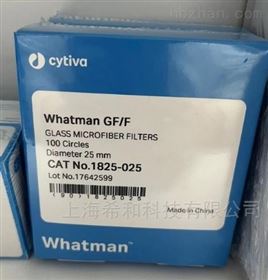 cytiva
Whatman GF/F
GLASS MICROFIBER FILTERS
100 Circles
Diameter 25 mm
CAT No.1825-025
Lot No.17642599
Made in China
上海希和科技有限公司
Whatman™